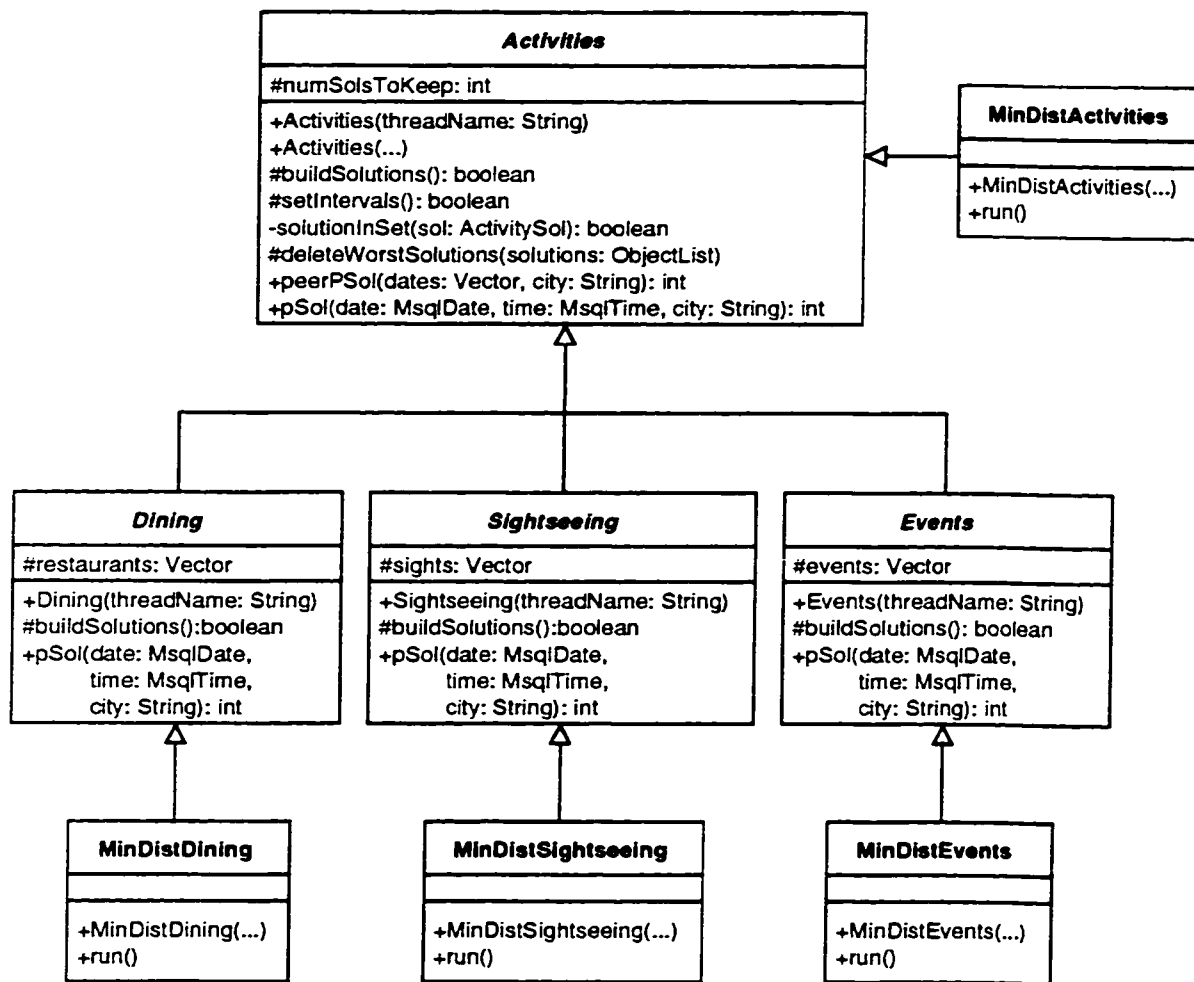 Activities
#numSolsToKeep: int
+Activities(threadName: String)
+Activities(...)
#buildSolutions(): boolean
#setIntervals(): boolean
-solutionInSet(sol: ActivitySol): boolean
#deleteWorstSolutions(solutions: ObjectList)
+peerPSol(dates: Vector, city: String): int
+pSol(date: MsqlDate, time: MsqlTime, city: String): int
MinDistActivities
+MinDistActivities(...)
+run()
Dining
#restaurants: Vector
+Dining(threadName: String)
#buildSolutions():boolean
+pSol(date: MsqlDate,
time: MsqlTime,
city: String): int
Sightseeing
#sights: Vector
+Sightseeing(threadName: String)
#buildSolutions():boolean
+pSol(date: MsqlDate,
time: MsqlTime,
city: String): int
Events
#events: Vector
+Events(threadName: String)
#buildSolutions(): boolean
+pSol(date: MsqlDate,
time: MsqlTime,
city: String): int
MinDistDining
+MinDistDining(...)
+run()
MinDistSightseeing
+MinDistSightseeing(...)
+run()
MinDistEvents
+MinDistEvents(...)
+run()